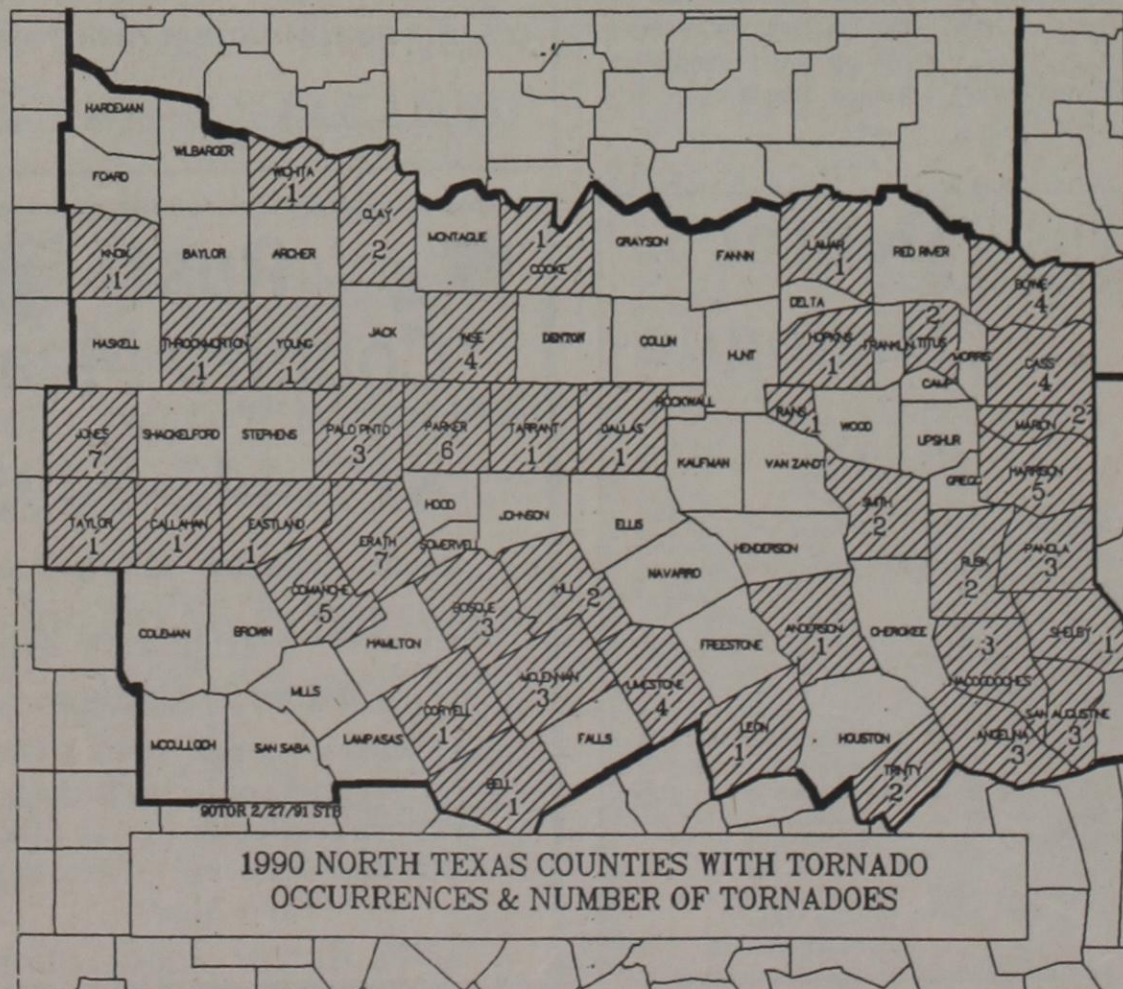 HARDEMAN
WILBARGER
FOARD
WICHITA
1
CLAY
2
KNOX
1
BAYLOR
ARCHER
MONTAGUE
1
COOKE
GRAYSON
FANNIN
LAMAR
1
RED RIVER
BOWIE
4
HASKELL
THROCKMORTON
1
YOUNG
1
JACK
WISE
4
DENTON
COLLIN
HUNT
DELTA
HOPKINS
1
FRANKLIN
2
TITUS
MORRIS
CAMP
CASS
4
JONES
7
SHACKELFORD
STEPHENS
PALO PINTO
3
PARKER
6
TARRANT
1
DALLAS
1
ROCKWALL
RAINS
1
WOOD
UPSHUR
2
MARION
KAUFMAN
VAN ZANDT
GREGG
HARRISON
5
TAYLOR
1
CALLAHAN
1
EASTLAND
1
ERATH
7
HOOD
SOMERVELL
JOHNSON
ELLIS
HENDERSON
SMITH
2
RUSK
2
PANOLA
3
COMANCHE
5
BOSQUE
3
HILL
2
NAVARRO
COLEMAN
BROWN
HAMILTON
FREESTONE
ANDERSON
1
CHEROKEE
3
NACOGDOCHES
SHELBY
1
MILLS
MCLENNAN
3
LIMESTONE
4
CORYELL
1
LEON
1
HOUSTON
ANGELINA
3
SAN AUGUSTINE
3
MCCULLOCH
SAN SABA
LAMPASAS
FALLS
BELL
1
TRINITY
2
90TOR 2/27/91 STB
1990 NORTH TEXAS COUNTIES WITH TORNADO
OCCURRENCES & NUMBER OF TORNADOES